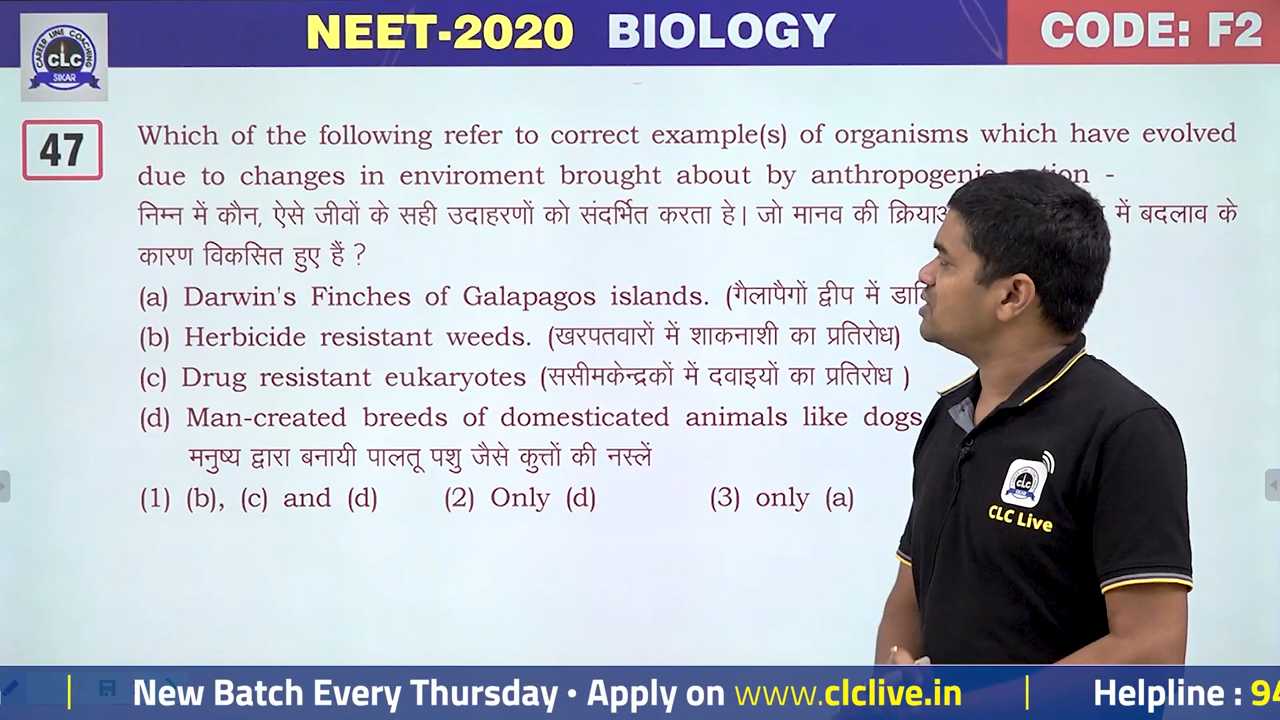 NEET-2020 BIOLOGY
CODE: F2
CAREER LINE COACHING
CLC
SIKAR
47
Which of the following refer to correct example(s) of organisms which have evolved
due to changes in enviroment brought about by anthropogenic -
निम्न में कौन, ऐसे जीवों के सही उदाहरणों को संदर्भित करता हे। जो मानव की में बदलाव के
कारण विकसित हुए हैं ?
(a) Darwin's Finches of Galapagos islands. (गैलापैगों द्वीप में
(b) Herbicide resistant weeds. (खरपतवारों में शाकनाशी का प्रतिरोध)
(c) Drug resistant eukaryotes (ससीमकेन्द्रकों में दवाइयों का प्रतिरोध )
(d) Man-created breeds of domesticated animals like dogs
मनुष्य द्वारा बनायी पालतू पशु जैसे कुत्तों की नस्लें
(1) (b), (c) and (d) (2) Only (d) (3) only (a)
CLC
SIKAR
CLC Live
New Batch Every Thursday • Apply on www.clclive.in | Helpline : 94